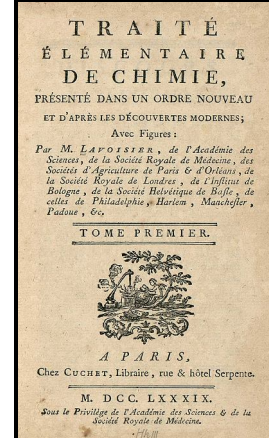 TRAITÉ
ÉLÉMENTAIRE
DE CHIMIE,
PRÉSENTÉ DANS UN ORDRE NOUVEAU
ET D'APRÈS LES DÉCOUVERTES MODERNES;
Avec Figures:
Par M. LAVOISIER, de l'Académie des
Sciences, de la Société Royale de Médecine, des
Sociétés d'Agriculture de Paris & d'Orléans, de
la Société Royale de Londres, de l'Institut de
Bologne, de la Société Helvétique de Basle, de
celles de Philadelphie, Harlem, Manchester,
Padoue, &c.
TOME PREMIER.
A PARIS,
Chez CUCHET, Libraire, rue & hôtel Serpente.
M. DCC. LXXXIX.
Sous le Privilège de l'Académie des Sciences & de la
Société Royale de Médecine.